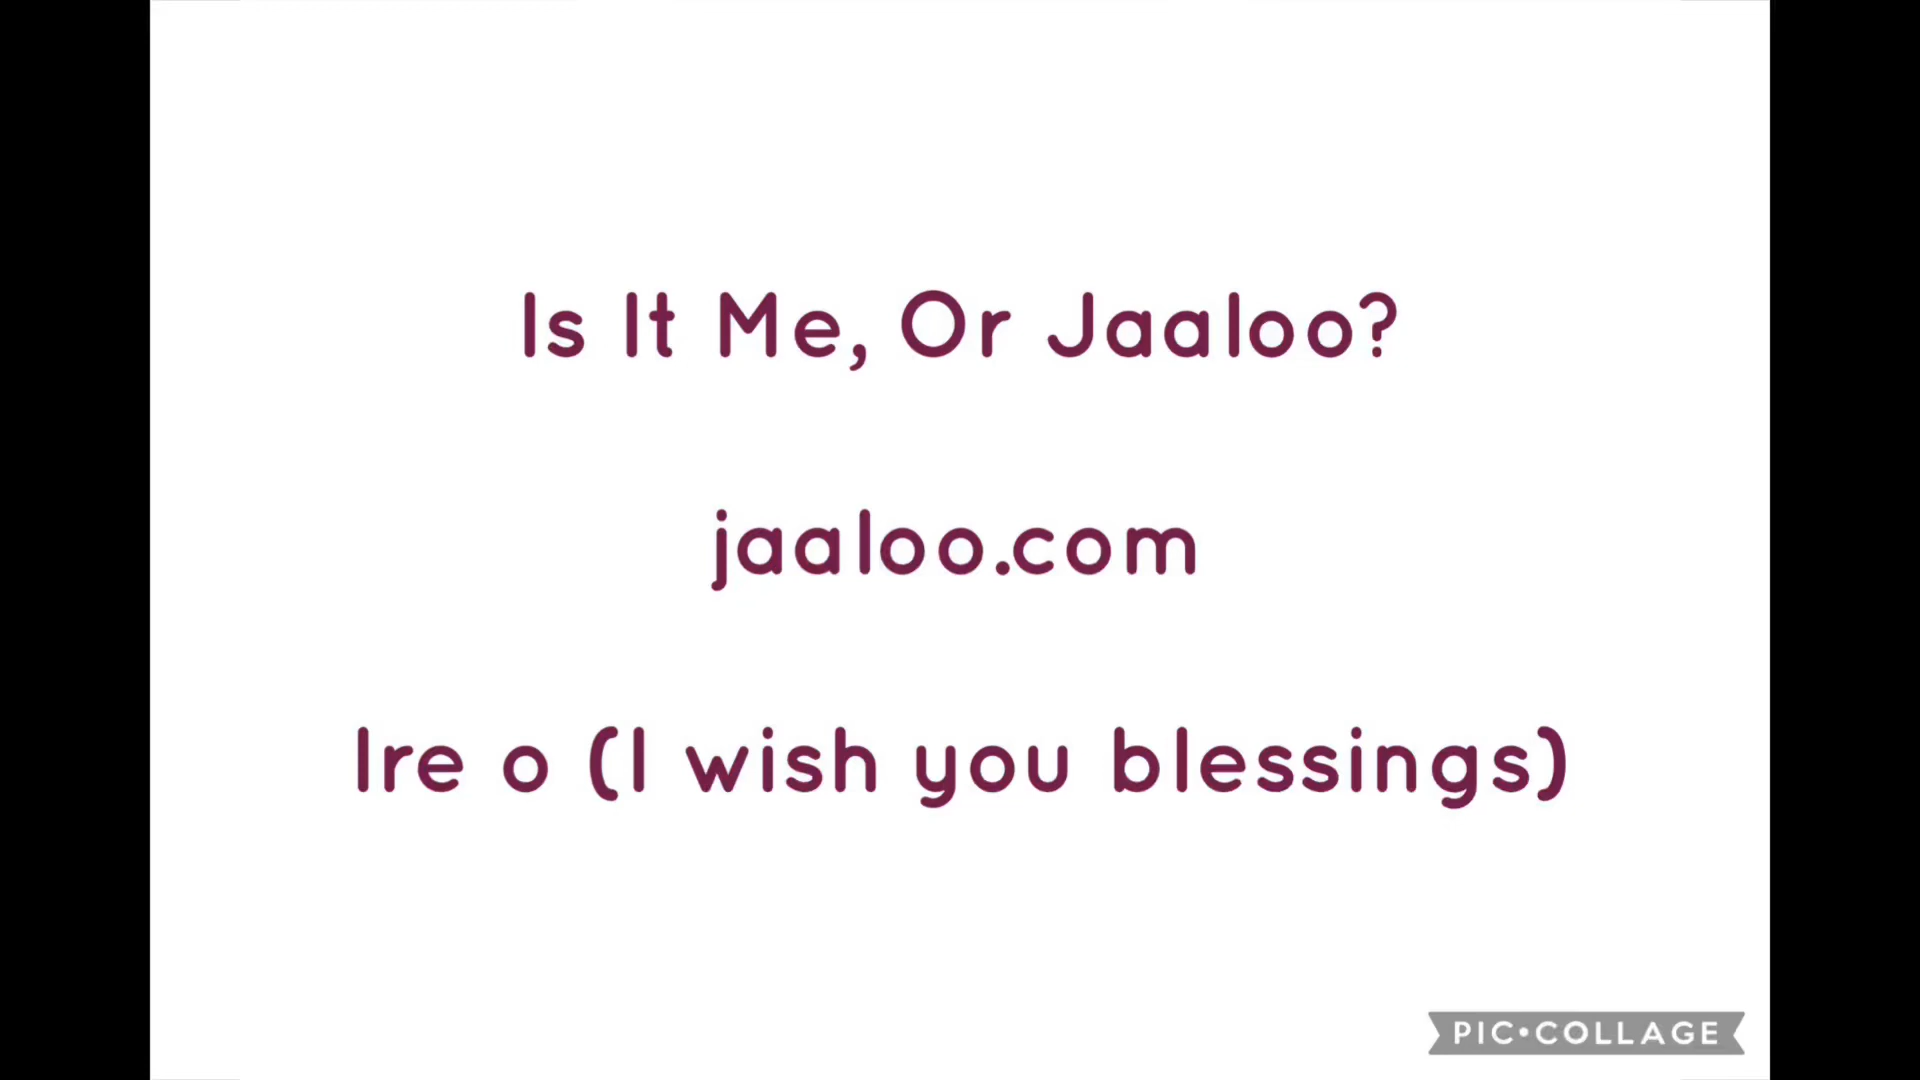 Is It Me, Or Jaaloo?
jaaloo.com
Ire o (I wish you blessings)
PIC•COLLAGE